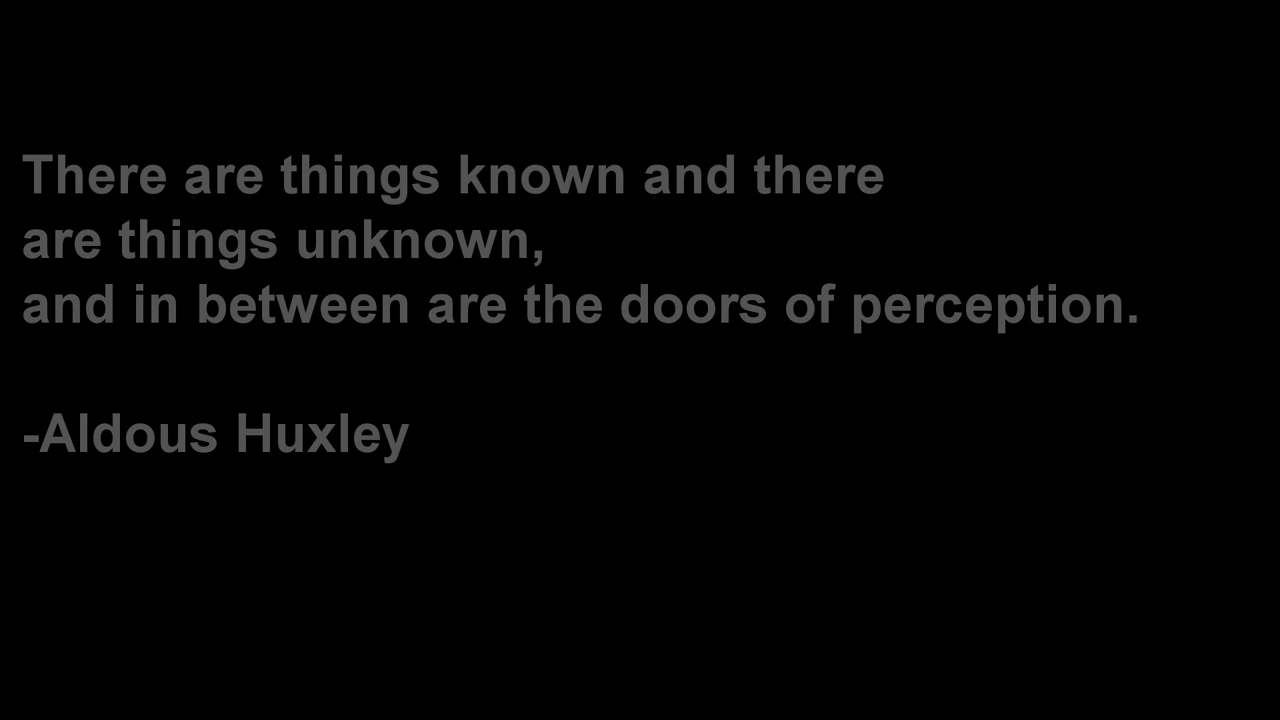 There are things known and there
are things unknown,
and in between are the doors of perception.
-Aldous Huxley